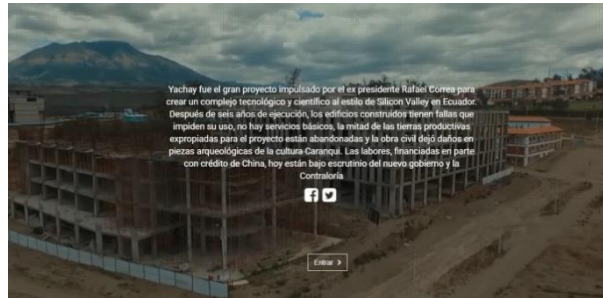 Yachay fue el gran proyecto impulsado por el ex presidente Rafael Correa para
crear un complejo tecnológico y científico al estilo de Silicon Valley en Ecuador.
Después de seis años de ejecución, los edificios construidos tienen fallas que
impiden su uso, no hay servicios básicos, la mitad de las tierras productivas
expropiadas para el proyecto están abandonadas y la obra civil dejó daños en
piezas arqueológicas de la cultura Caranqui. Las labores, financiadas en parte
con crédito de China, hoy están bajo escrutinio del nuevo gobierno y la
Contraloría
Entrar >